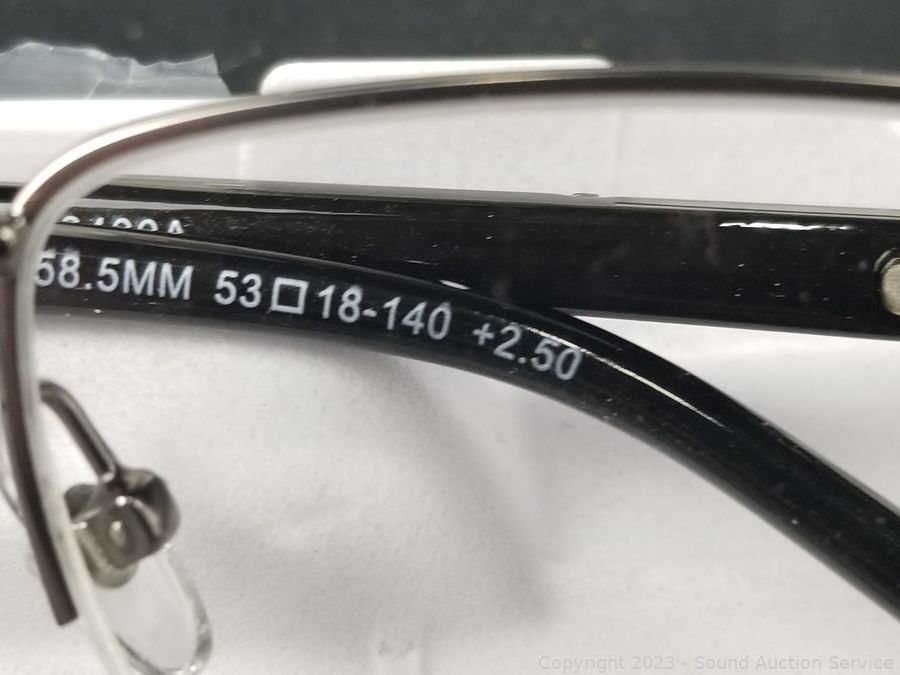 58.5MM 53□18-140 +2.50
Copyright 2023 - Sound Auction Service